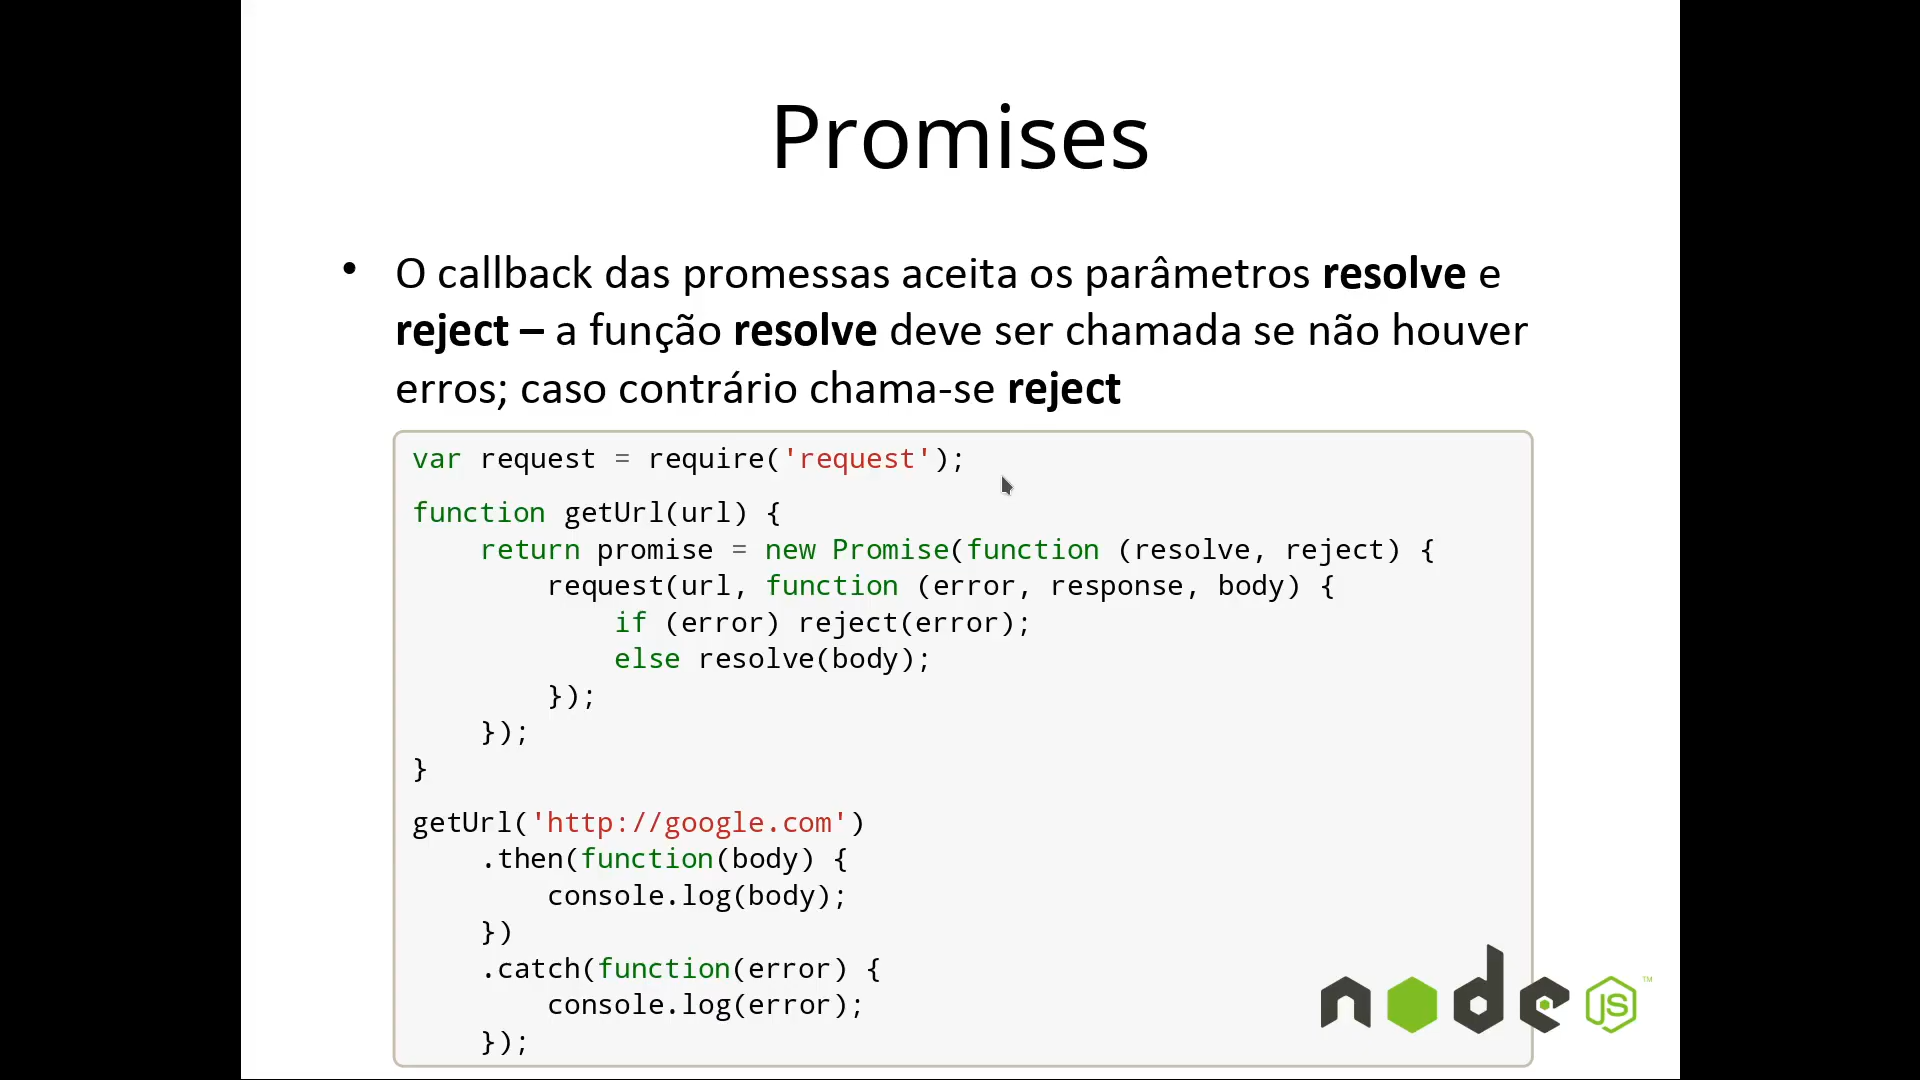 Promises
• O callback das promessas aceita os parâmetros resolve e
reject – a função resolve deve ser chamada se não houver
erros; caso contrário chama-se reject
var request = require('request');
function getUrl(url) {
    return promise = new Promise(function (resolve, reject) {
        request(url, function (error, response, body) {
            if (error) reject(error);
            else resolve(body);
        });
    });
}
getUrl('http://google.com')
    .then(function(body) {
        console.log(body);
    })
    .catch(function(error) {
        console.log(error);
    });
node JS™